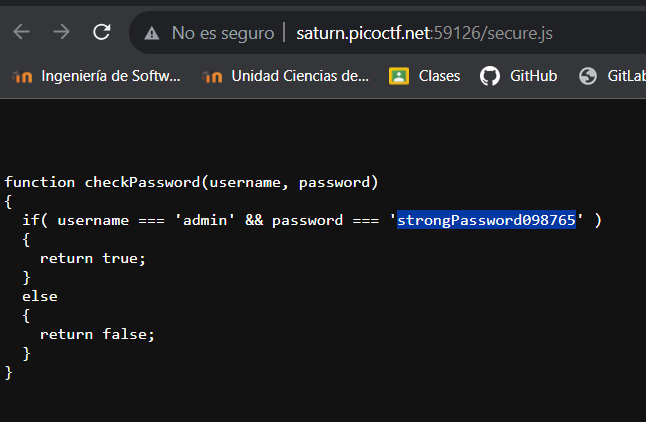 No es seguro | saturn.picoctf.net:59126/secure.js
Ingeniería de Softw... Unidad Ciencias de... Clases GitHub GitLab
function checkPassword(username, password)
{
  if( username === 'admin' && password === 'strongPassword098765' )
  {
    return true;
  }
  else
  {
    return false;
  }
}